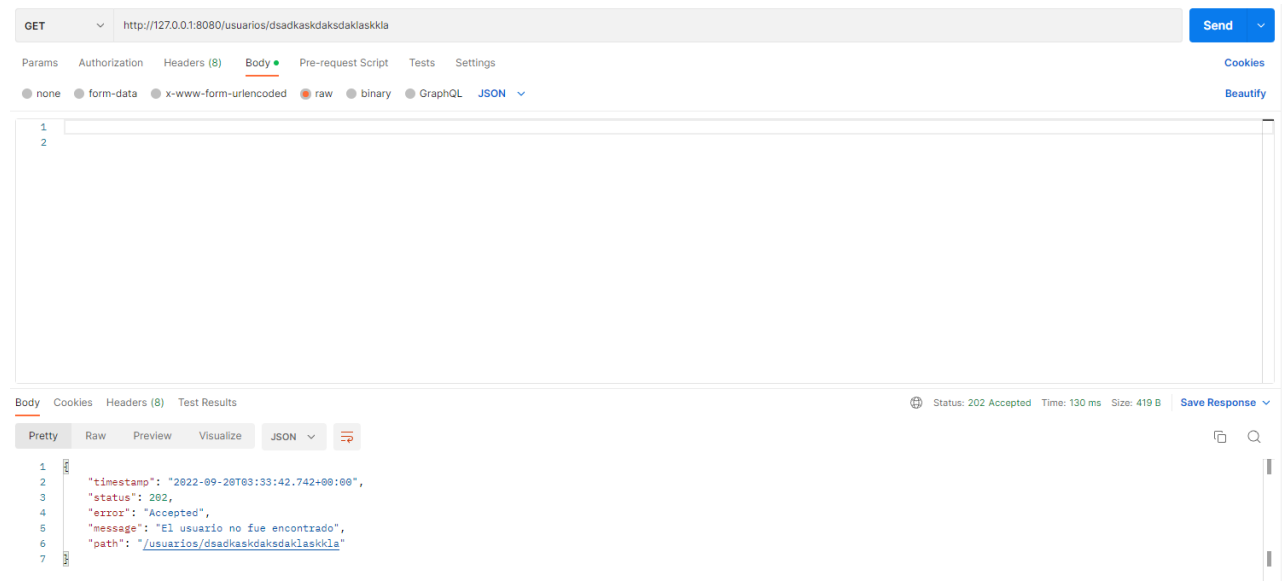 GET http://127.0.0.1:8080/usuarios/dsadkaskdaksdaklaskkla Send
Params Authorization Headers (8) Body Pre-request Script Tests Settings Cookies
none form-data x-www-form-urlencoded raw binary GraphQL JSON Beautify
1
2
Body Cookies Headers (8) Test Results Status: 202 Accepted Time: 130 ms Size: 419 B Save Response
Pretty Raw Preview Visualize JSON
1 {
2 "timestamp": "2022-09-20T03:33:42.742+00:00",
3 "status": 202,
4 "error": "Accepted",
5 "message": "El usuario no fue encontrado",
6 "path": "/usuarios/dsadkaskdaksdaklaskkla"
7 }